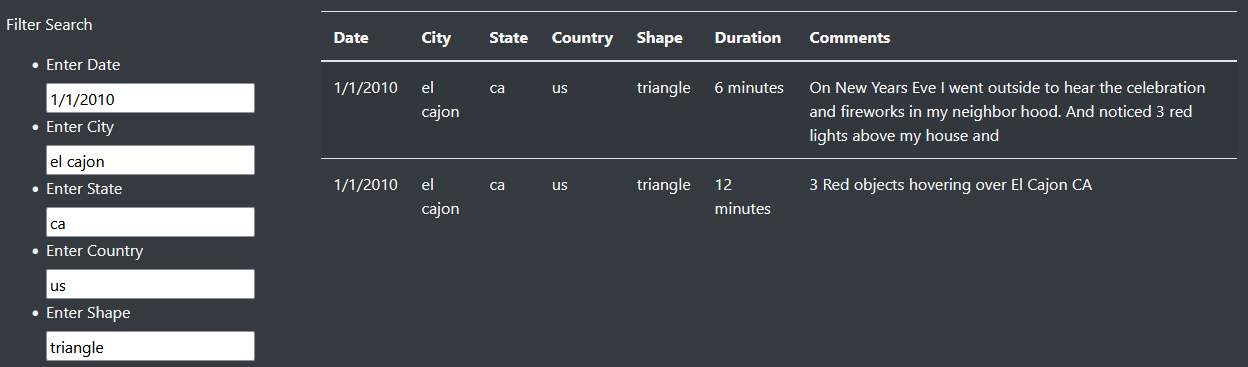 Filter Search
Enter Date
1/1/2010
Enter City
el cajon
Enter State
ca
Enter Country
us
Enter Shape
triangle
Date City State Country Shape Duration Comments
1/1/2010 el ca us triangle 6 minutes On New Years Eve I went outside to hear the celebration
cajon and fireworks in my neighbor hood. And noticed 3 red
lights above my house and
1/1/2010 el ca us triangle 12 3 Red objects hovering over El Cajon CA
cajon minutes